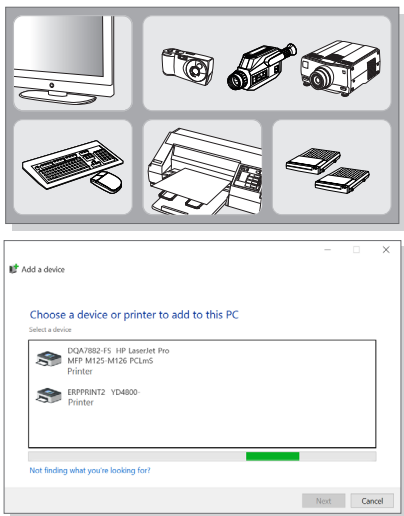 Add a device
Choose a device or printer to add to this PC
Select a device
DQA7882-F5 HP LaserJet Pro
MFP M125-M126 PCLmS
Printer
ERPPRINT2 YD4800-
Printer
Not finding what you're looking for?
Next Cancel